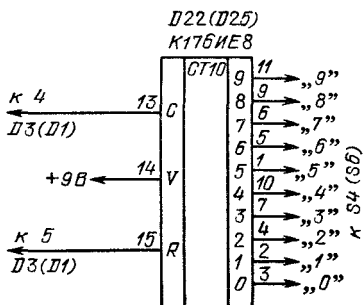 D22(D25)
К176ИЕ8
СТ10
к 4 13 C
D3(D1)
+9В 14 V
к 5 15 R
D3(D1)
9 11 „9"
8 9 „8"
7 6 „7"
6 5 „6"
5 1 „5"
4 10 „4"
3 7 „3"
2 4 „2"
1 2 „1"
0 3 „0"
к S4 (S6)